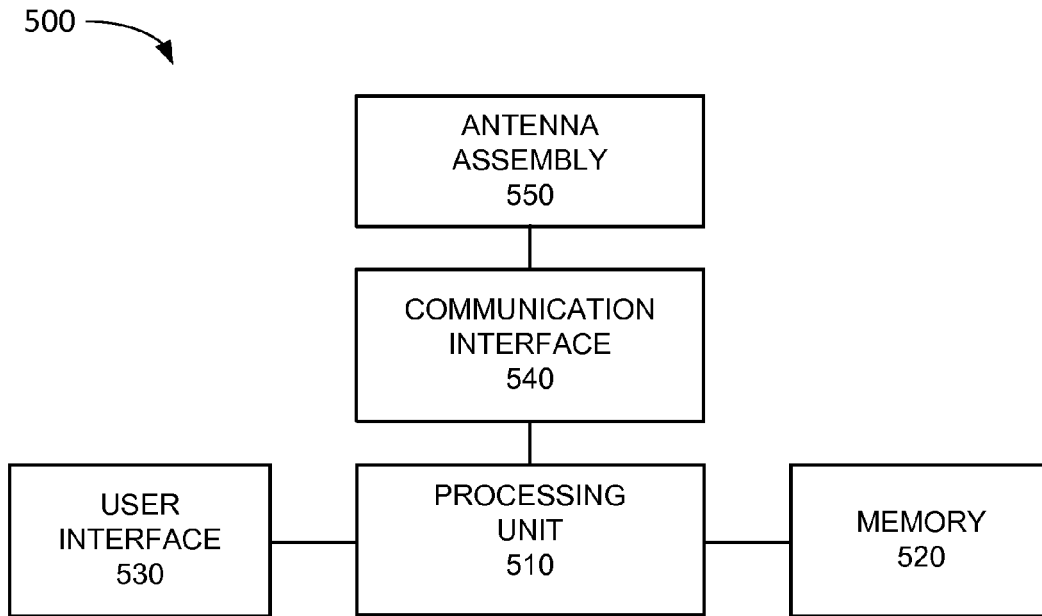 500
ANTENNA
ASSEMBLY
550
COMMUNICATION
INTERFACE
540
USER
INTERFACE
530
PROCESSING
UNIT
510
MEMORY
520